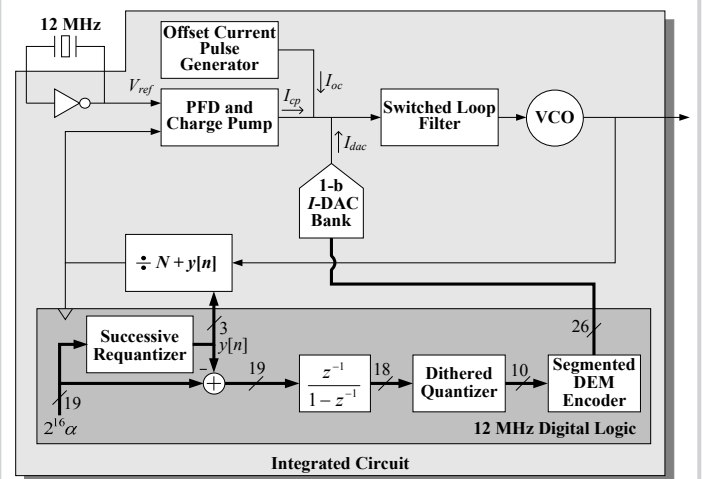 12 MHz
Offset Current
Pulse
Generator
V_ref
I_oc
I_cp
PFD and
Charge Pump
Switched Loop
Filter
VCO
I_dac
1-b
I-DAC
Bank
÷ N + y[n]
3
26
Successive
Requantizer
y[n]
−
+
19
z⁻¹
1 − z⁻¹
18
Dithered
Quantizer
10
Segmented
DEM
Encoder
19
2¹⁶α
12 MHz Digital Logic
Integrated Circuit